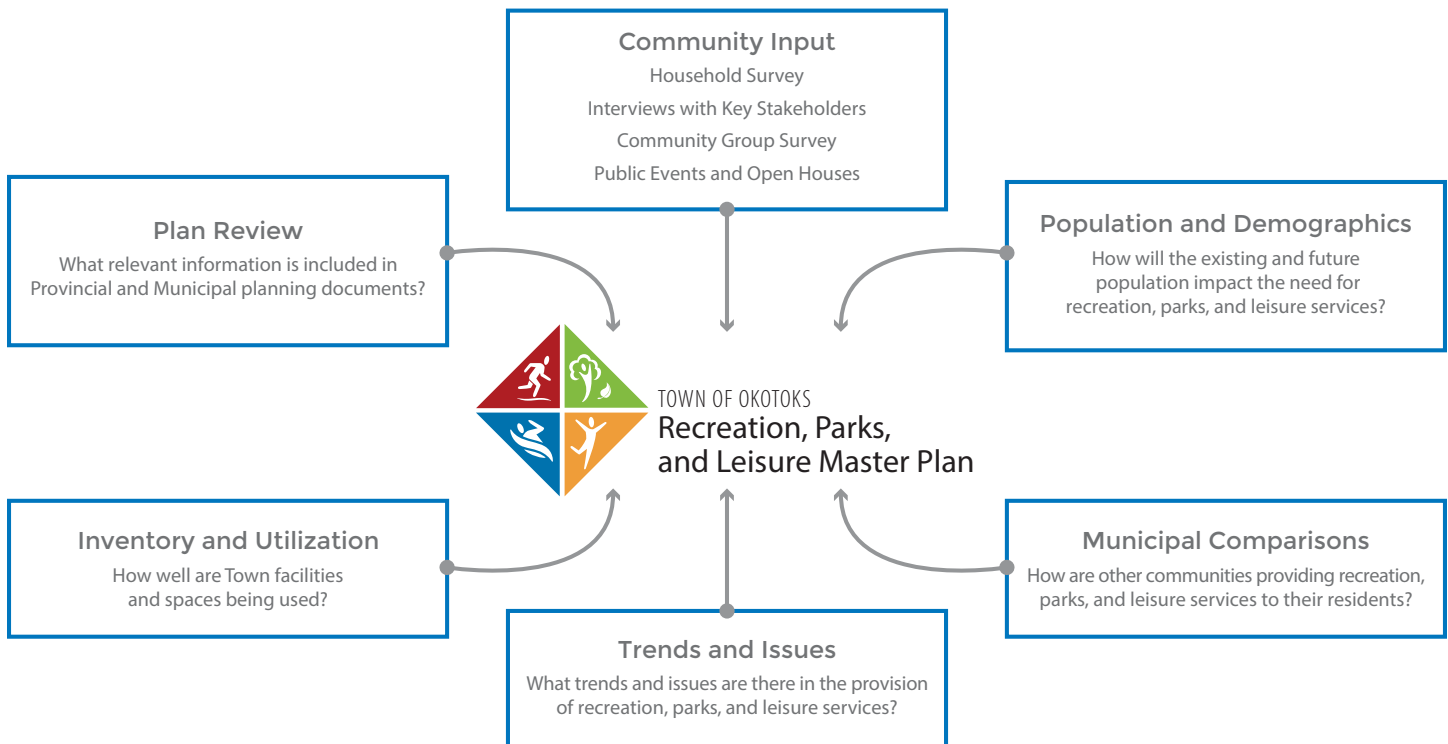 Community Input
Household Survey
Interviews with Key Stakeholders
Community Group Survey
Public Events and Open Houses
Plan Review
What relevant information is included in
Provincial and Municipal planning documents?
Population and Demographics
How will the existing and future
population impact the need for
recreation, parks, and leisure services?
TOWN OF OKOTOKS
Recreation, Parks,
and Leisure Master Plan
Inventory and Utilization
How well are Town facilities
and spaces being used?
Municipal Comparisons
How are other communities providing recreation,
parks, and leisure services to their residents?
Trends and Issues
What trends and issues are there in the provision
of recreation, parks, and leisure services?